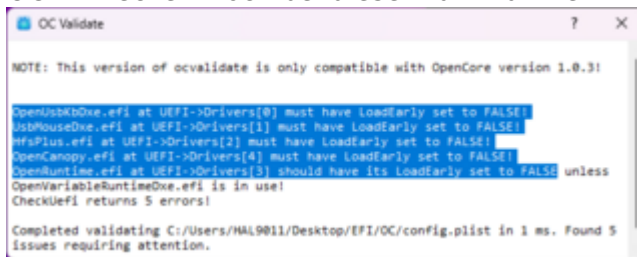 OC Validate
NOTE: This version of ocvalidate is only compatible with OpenCore version 1.0.3!
OpenUsbKbDxe.efi at UEFI->Drivers[0] must have LoadEarly set to FALSE!
UsbMouseDxe.efi at UEFI->Drivers[1] must have LoadEarly set to FALSE!
HfsPlus.efi at UEFI->Drivers[2] must have LoadEarly set to FALSE!
OpenCanopy.efi at UEFI->Drivers[4] must have LoadEarly set to FALSE!
OpenRuntime.efi at UEFI->Drivers[3] should have its LoadEarly set to FALSE unless
OpenVariableRuntimeDxe.efi is in use!
CheckUefi returns 5 errors!
Completed validating C:/Users/HAL9011/Desktop/EFI/OC/config.plist in 1 ms. Found 5
issues requiring attention.